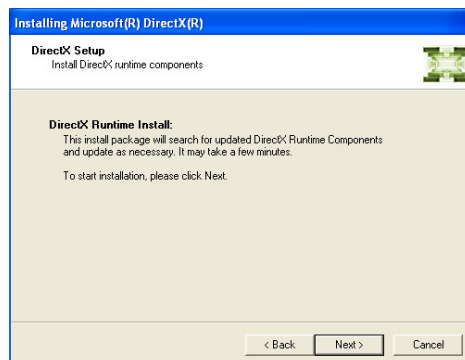 Installing Microsoft(R) DirectX(R)
DirectX Setup
Install DirectX runtime components
DirectX Runtime Install:
This install package will search for updated DirectX Runtime Components
and update as necessary. It may take a few minutes.
To start installation, please click Next.
< Back
Next >
Cancel